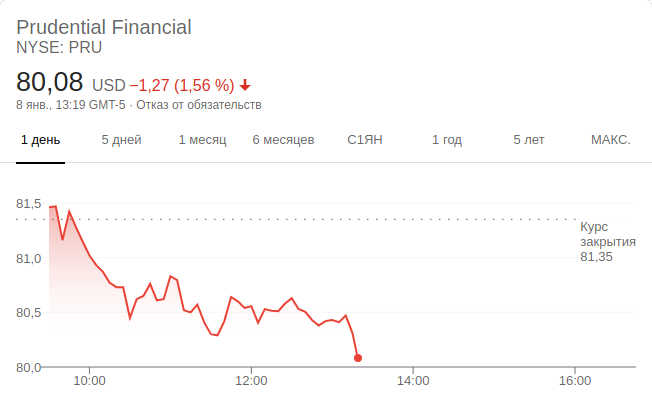 Prudential Financial
NYSE: PRU
80,08 USD −1,27 (1,56 %)
8 янв., 13:19 GMT-5 · Отказ от обязательств
1 день 5 дней 1 месяц 6 месяцев С1ЯН 1 год 5 лет МАКС.
81,5
Курс
закрытия
81,35
81,0
80,5
80,0
10:00 12:00 14:00 16:00